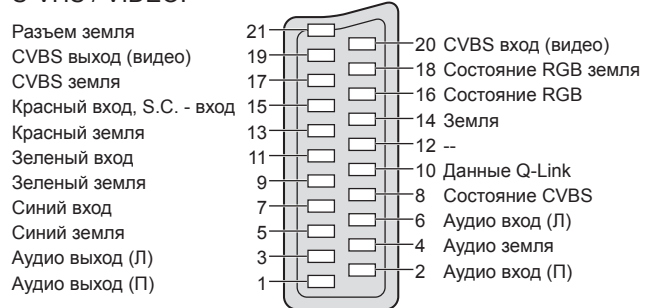 Разъем земля 21
CVBS выход (видео) 19
CVBS земля 17
Красный вход, S.C. - вход 15
Красный земля 13
Зеленый вход 11
Зеленый земля 9
Синий вход 7
Синий земля 5
Аудио выход (Л) 3
Аудио выход (П) 1
20 CVBS вход (видео)
18 Состояние RGB земля
16 Состояние RGB
14 Земля
12 --
10 Данные Q-Link
8 Состояние CVBS
6 Аудио вход (Л)
4 Аудио земля
2 Аудио вход (П)